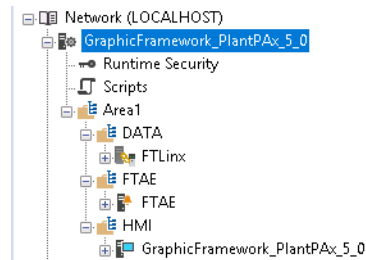 Network (LOCALHOST)
GraphicFramework_PlantPAx_5_0
Runtime Security
Scripts
Area1
DATA
FTLinx
FTAE
FTAE
HMI
GraphicFramework_PlantPAx_5_0